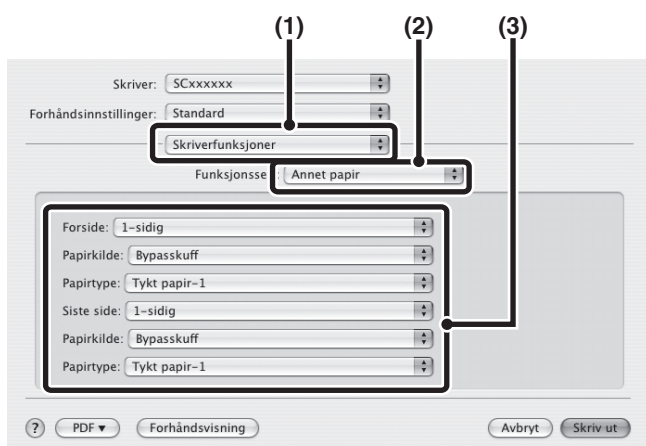 (1) (2) (3)
Skriver: SCxxxxxx
Forhåndsinnstillinger: Standard
Skriverfunksjoner
Funksjonsse : Annet papir
Forside: 1-sidig
Papirkilde: Bypasskuff
Papirtype: Tykt papir-1
Siste side: 1-sidig
Papirkilde: Bypasskuff
Papirtype: Tykt papir-1
? PDF ▼ Forhåndsvisning Avbryt Skriv ut